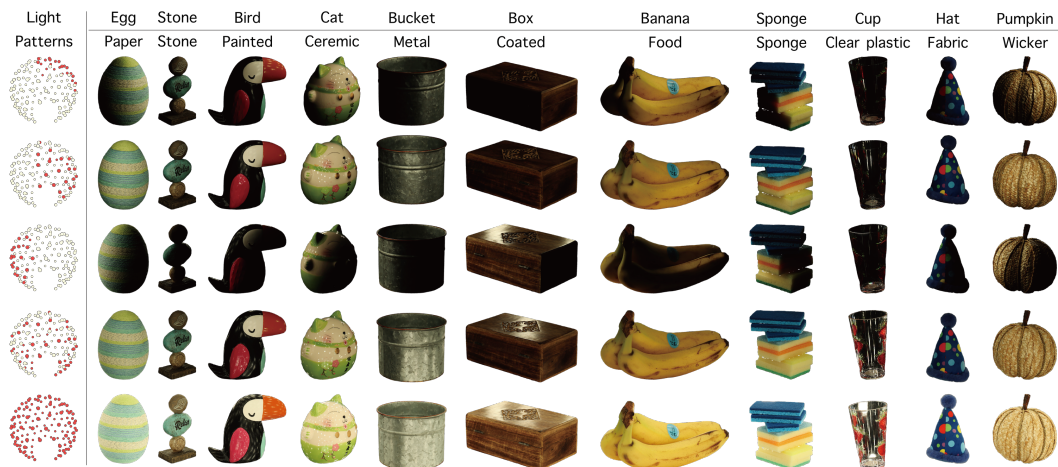 Light Egg Stone Bird Cat Bucket Box Banana Sponge Cup Hat Pumpkin
Patterns Paper Stone Painted Ceremic Metal Coated Food Sponge Clear plastic Fabric Wicker